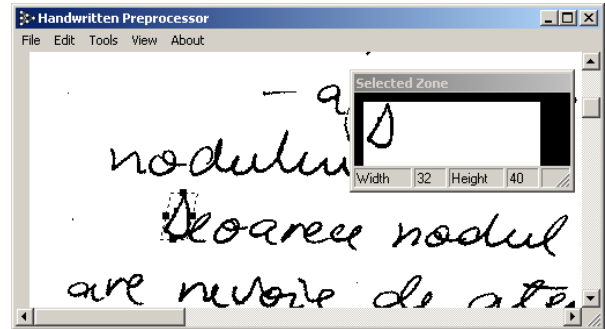 Handwritten Preprocessor
File Edit Tools View About
Selected Zone
Width 32 Height 40
nodului
Deoarece nodul
are nevoie de